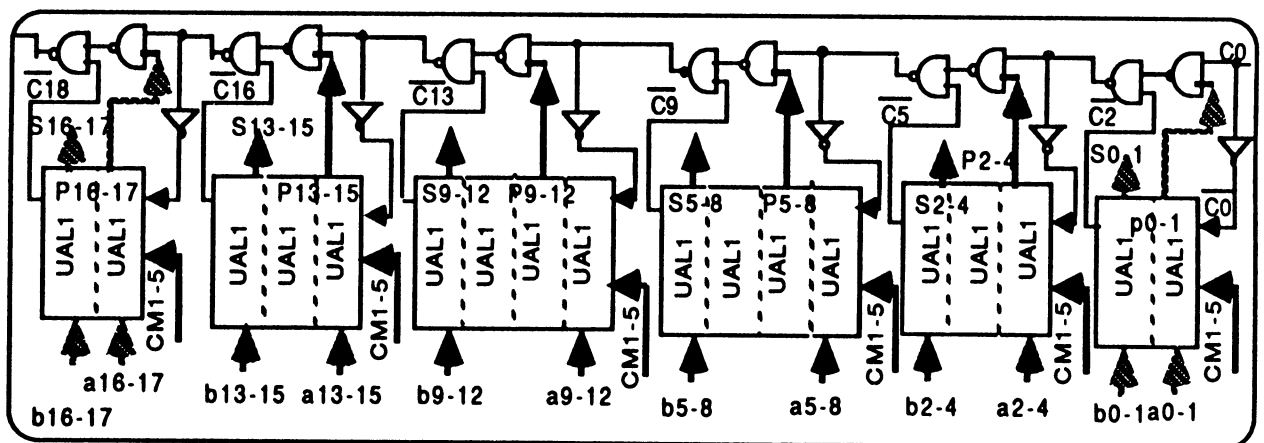 C0
C18
C16
C13
C9
C5
C2
S16-17
S13-15
P2-4
S0-1
P16-17
P13-15
S9-12
P9-12
S5-8
P5-8
S2-4
p0-1
C0
UAL1 UAL1
UAL1 UAL1 UAL1
UAL1 UAL1 UAL1 UAL1
UAL1 UAL1 UAL1 UAL1
UAL1 UAL1 UAL1
UAL1 UAL1
CM1-5
CM1-5
CM1-5
CM1-5
CM1-5
CM1-5
a16-17
b16-17
b13-15 a13-15
b9-12
a9-12
b5-8
a5-8
b2-4
a2-4
b0-1a0-1